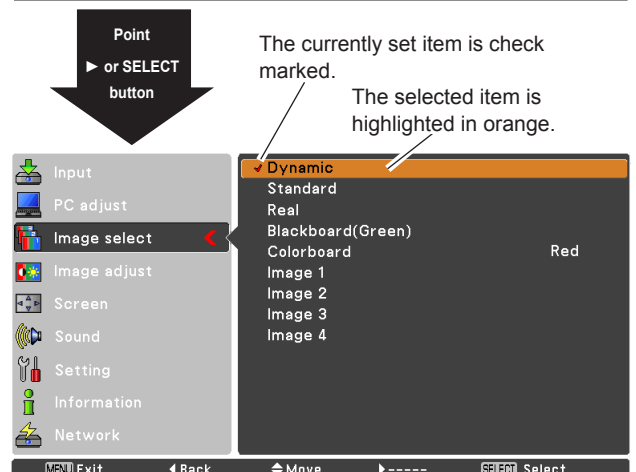 Point
► or SELECT
button
The currently set item is check
marked.
The selected item is
highlighted in orange.
Input
PC adjust
Image select
Image adjust
Screen
Sound
Setting
Information
Network
✓ Dynamic
Standard
Real
Blackboard(Green)
Colorboard Red
Image 1
Image 2
Image 3
Image 4
MENU Exit ◄Back Move ►----- SELECT Select